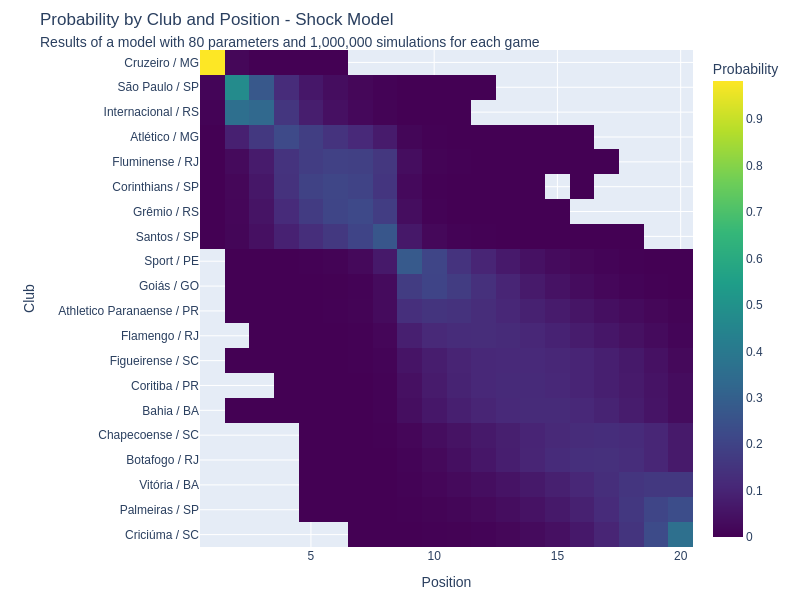 Probability by Club and Position - Shock Model
Results of a model with 80 parameters and 1,000,000 simulations for each game
Cruzeiro / MG
São Paulo / SP
Internacional / RS
Atlético / MG
Fluminense / RJ
Corinthians / SP
Grêmio / RS
Santos / SP
Sport / PE
Goiás / GO
Athletico Paranaense / PR
Flamengo / RJ
Figueirense / SC
Coritiba / PR
Bahia / BA
Chapecoense / SC
Botafogo / RJ
Vitória / BA
Palmeiras / SP
Criciúma / SC
Club
5
10
15
20
Position
Probability
0.9
0.8
0.7
0.6
0.5
0.4
0.3
0.2
0.1
0